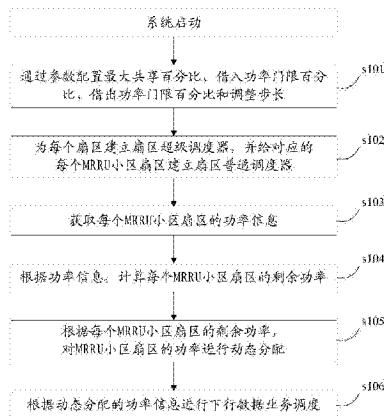 系统启动
s101
通过参数配置最大共享百分比、借入功率门限百分
比、借出功率门限百分比和调整步长
s102
为每个扇区建立扇区超级调度器，并给对应的
每个MRRU小区扇区建立扇区普通调度器
s103
获取每个MRRU小区扇区的功率信息
s104
根据功率信息，计算每个MRRU小区扇区的剩余功率
s105
根据每个MRRU小区扇区的剩余功率，
对MRRU小区扇区的功率进行动态分配
s106
根据动态分配的功率信息进行下行数据业务调度